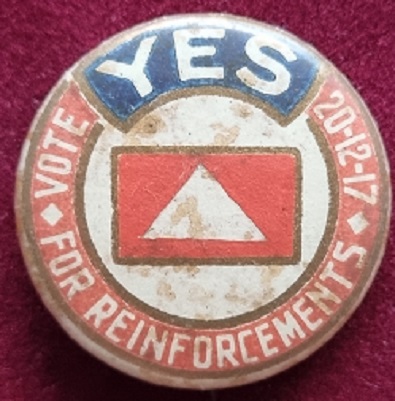 YES
VOTE
FOR REINFORCEMENTS
20-12-17